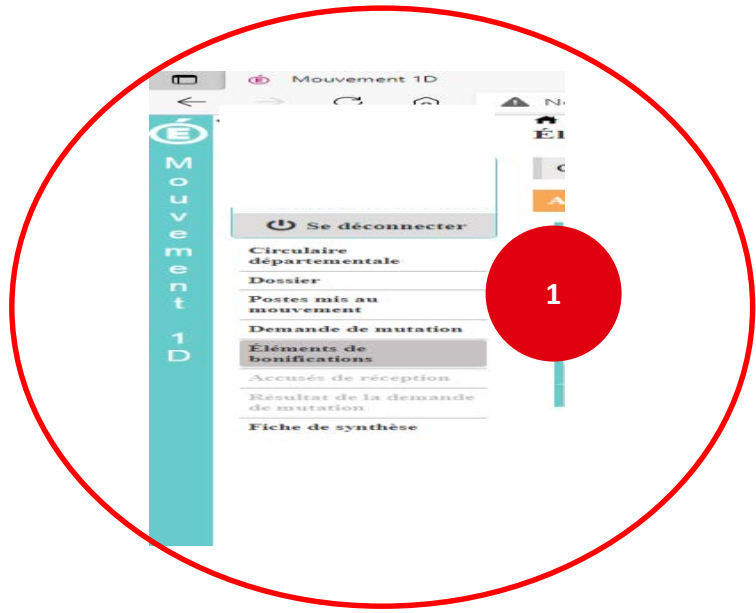 Mouvement 1D
Mouvement 1D
Se déconnecter
Circulaire
départementale
Dossier
Postes mis au
mouvement
Demande de mutation
Éléments de
bonifications
Accusés de réception
Résultat de la demande
de mutation
Fiche de synthèse
1